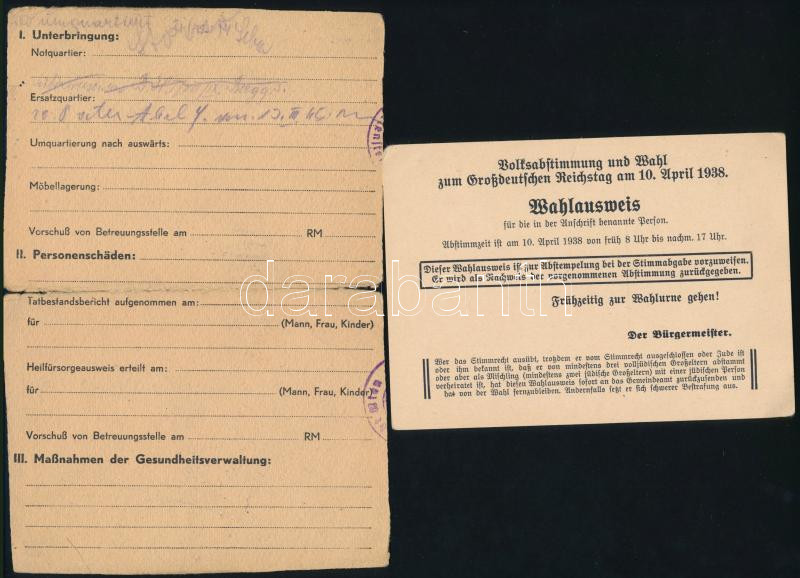 I. Unterbringung:
Notquartier:
Ersatzquartier:
Umquartierung nach auswärts:
Möbellagerung:
Vorschuß von Betreuungsstelle am RM
II. Personenschäden:
Tatbestandsbericht aufgenommen am:
für (Mann, Frau, Kinder)
Heilfürsorgeausweis erteilt am:
für (Mann, Frau, Kinder)
Vorschuß von Betreuungsstelle am RM
III. Maßnahmen der Gesundheitsverwaltung:
Volksabstimmung und Wahl
zum Großdeutschen Reichstag am 10. April 1938.
Wahlausweis
für die in der Anschrift benannte Person.
Abstimmzeit ist am 10. April 1938 von früh 8 Uhr bis nachm. 17 Uhr.
Dieser Wahlausweis ist zur Abstempelung bei der Stimmabgabe vorzuweisen.
Er wird als Nachweis der vorgenommenen Abstimmung zurückgegeben.
Frühzeitig zur Wahlurne gehen!
Der Bürgermeister.
Wer das Stimmrecht ausübt, trotzdem er vom Stimmrecht ausgeschlossen oder Jude ist
oder ihm bekannt ist, daß er von mindestens drei volljüdischen Großeltern abstammt
oder aber als Mischling (mindestens zwei jüdische Großeltern) mit einer jüdischen Person
verheiratet ist, hat diesen Wahlausweis sofort an das Gemeindeamt zurückzusenden und
hat von der Wahl fernzubleiben. Andernfalls setzt er sich schwerer Bestrafung aus.
darabanth